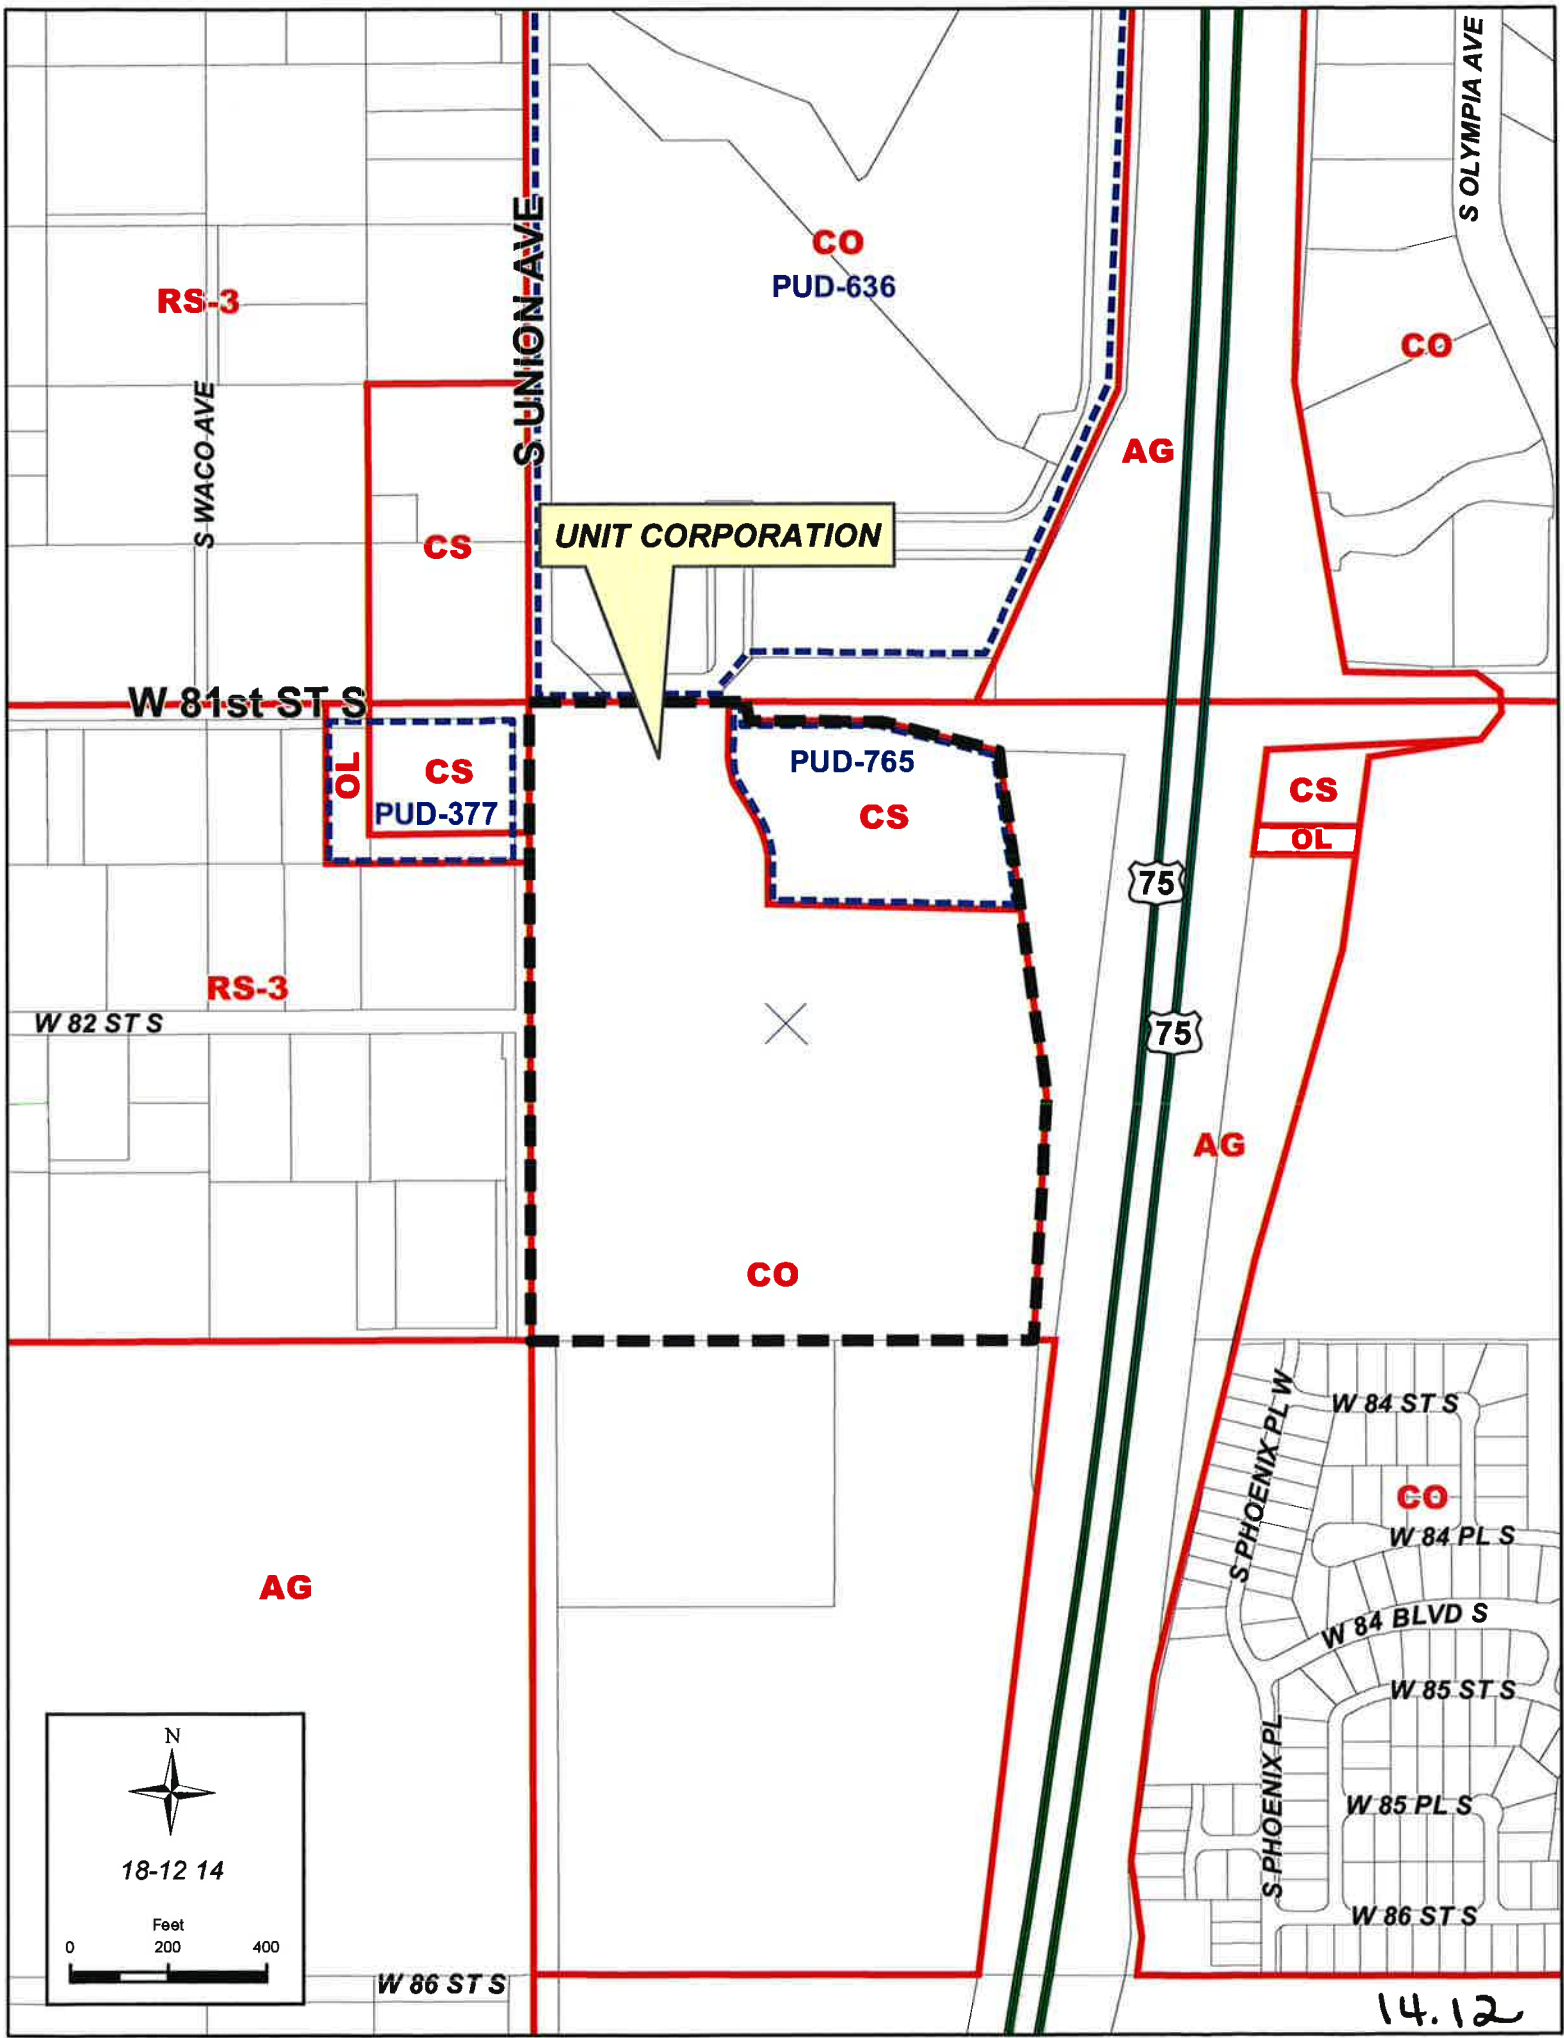 S OLYMPIA AVE
S UNION AVE
CO
PUD-636
RS-3
CO
S WACO AVE
AG
UNIT CORPORATION
CS
W 81st ST S
OL
CS
PUD-377
PUD-765
CS
CS
OL
75
RS-3
W 82 ST S
75
AG
CO
S PHOENIX PL W
W 84 ST S
CO
W 84 PL S
AG
W 84 BLVD S
W 85 ST S
S PHOENIX PL
W 85 PL S
W 86 ST S
N
18-12 14
Feet
0 200 400
W 86 ST S
14.12